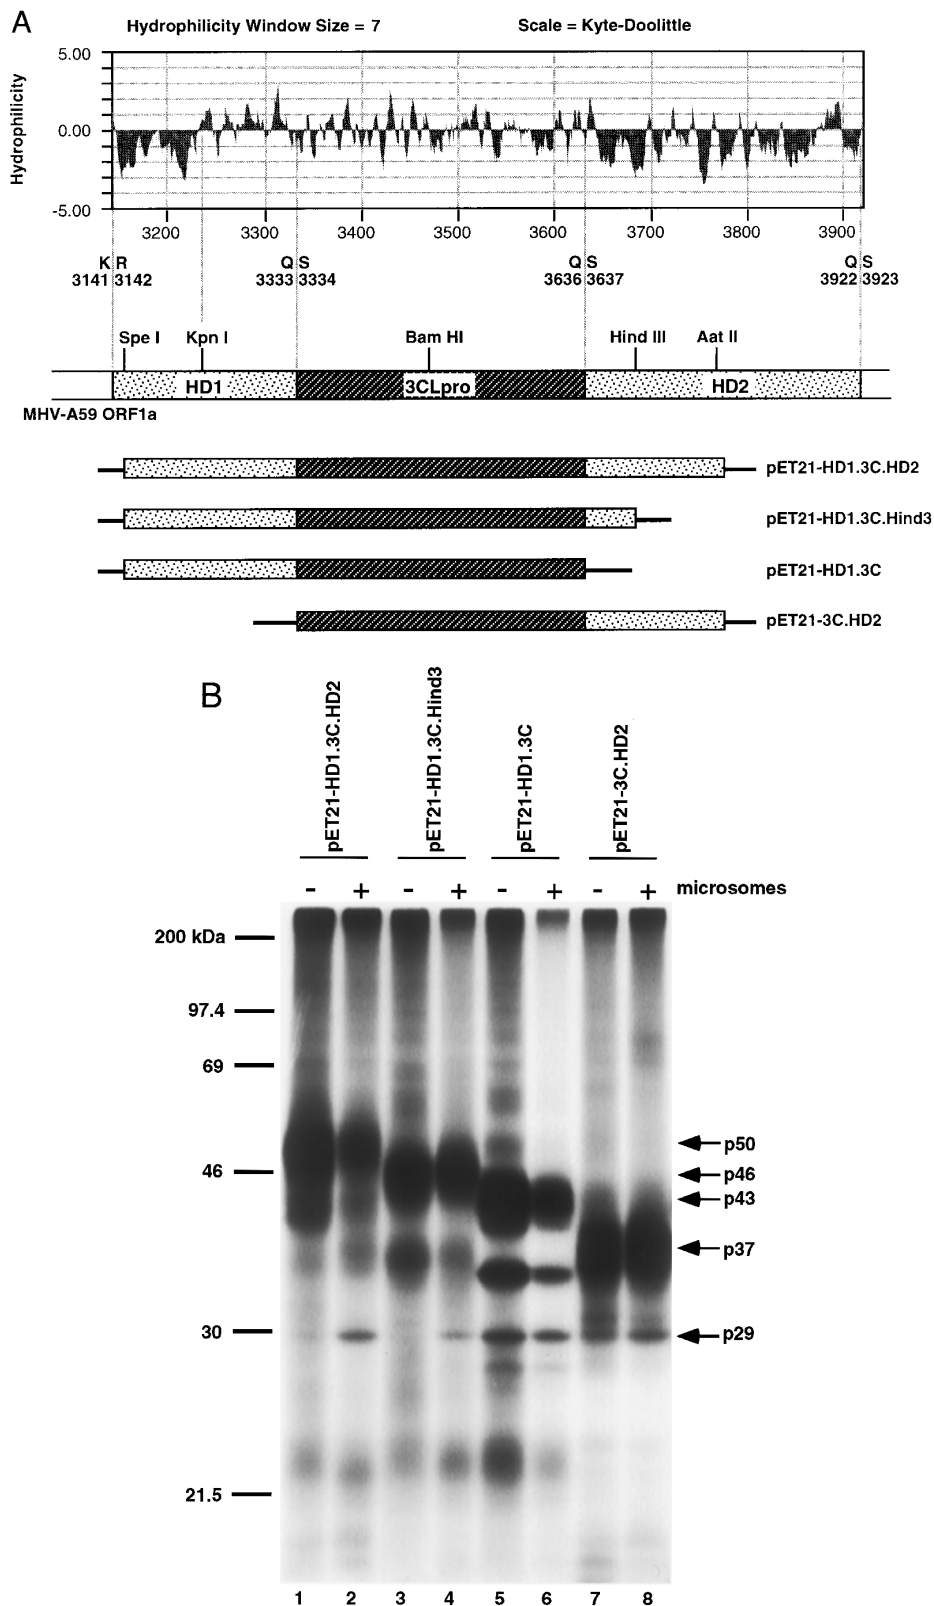 A
Hydrophilicity Window Size = 7 Scale = Kyte-Doolittle
Hydrophilicity
5.00
0.00
-5.00
3200 3300 3400 3500 3600 3700 3800 3900
K R Q S Q S Q S
3141 3142 3333 3334 3636 3637 3922 3923
Spe I Kpn I Bam HI Hind III Aat II
HD1 3CLpro HD2
MHV-A59 ORF1a
pET21-HD1.3C.HD2
pET21-HD1.3C.Hind3
pET21-HD1.3C
pET21-3C.HD2
B
pET21-HD1.3C.HD2
pET21-HD1.3C.Hind3
pET21-HD1.3C
pET21-3C.HD2
- + - + - + - + microsomes
200 kDa
97.4
69
46
30
21.5
p50
p46
p43
p37
p29
1 2 3 4 5 6 7 8